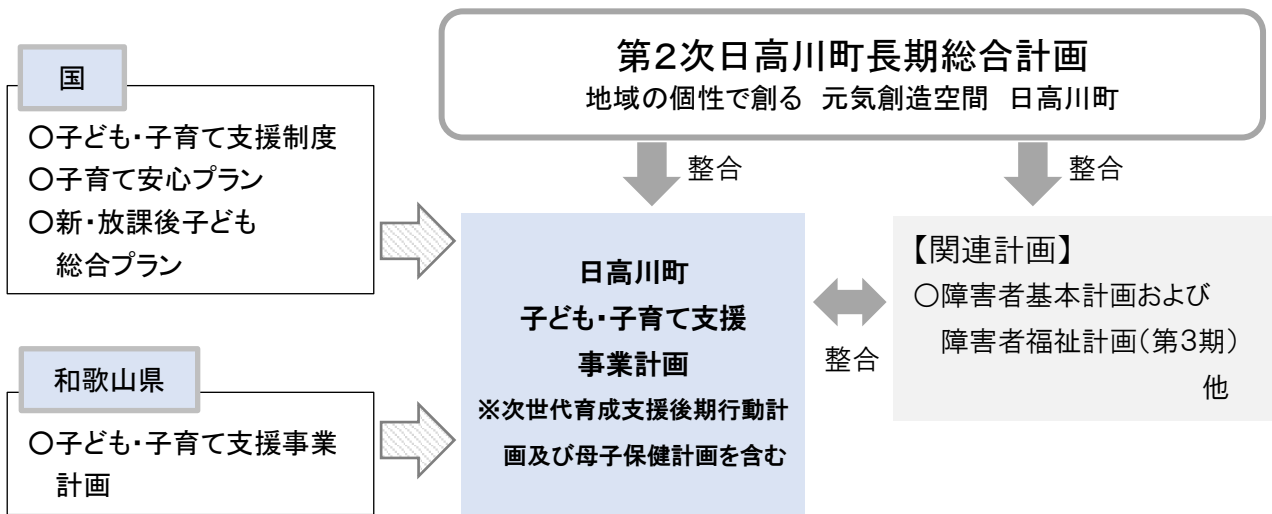 第2次日高川町長期総合計画
地域の個性で創る 元気創造空間 日高川町
国
○子ども・子育て支援制度
○子育て安心プラン
○新・放課後子ども
総合プラン
整合
整合
日高川町
子ども・子育て支援
事業計画
※次世代育成支援後期行動計
画及び母子保健計画を含む
整合
【関連計画】
○障害者基本計画および
障害者福祉計画(第3期)
他
和歌山県
○子ども・子育て支援事業
計画